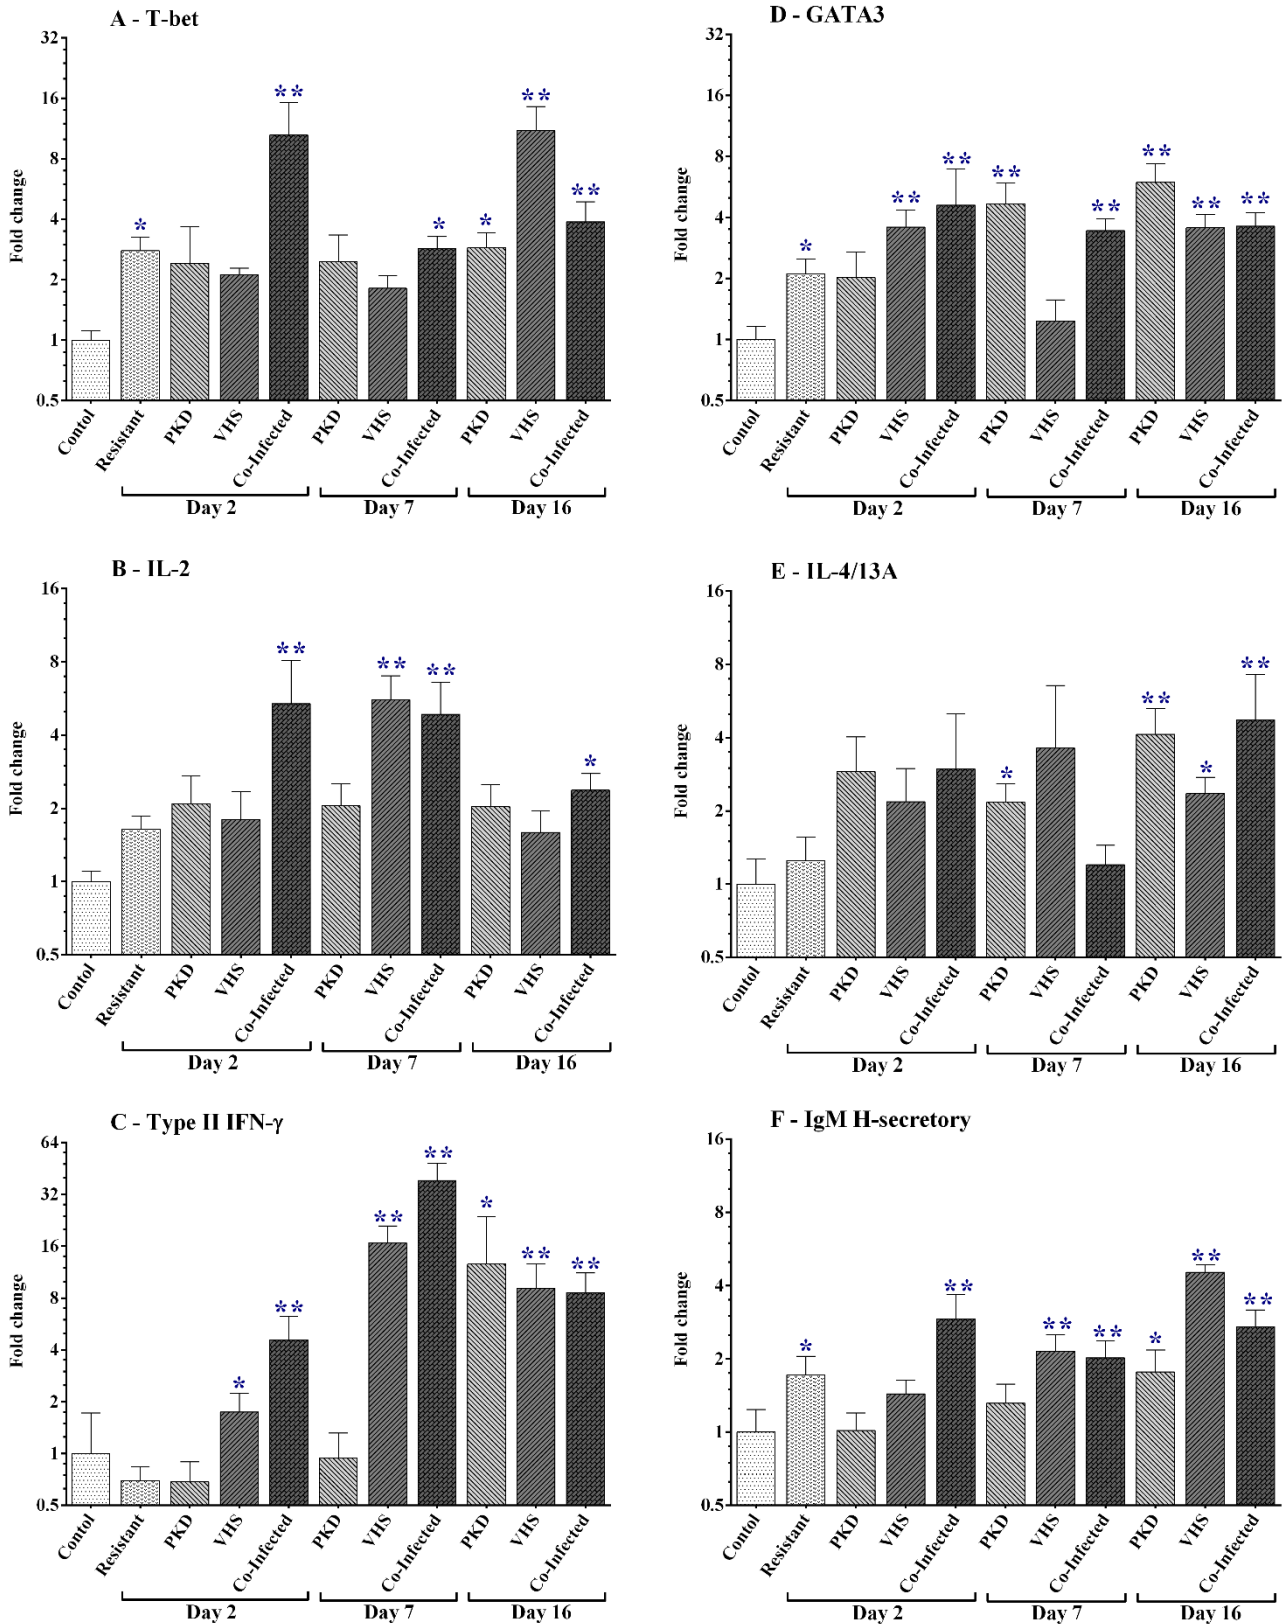 A - T-bet
32
16
8
4
2
1
0.5
Fold change
*
**
*
*
**
**
Contol
Resistant
PKD
VHS
Co-Infected
PKD
VHS
Co-Infected
PKD
VHS
Co-Infected
Day 2
Day 7
Day 16
D - GATA3
32
16
8
4
2
1
0.5
Fold change
*
**
**
**
**
**
**
**
Contol
Resistant
PKD
VHS
Co-Infected
PKD
VHS
Co-Infected
PKD
VHS
Co-Infected
Day 2
Day 7
Day 16
B - IL-2
16
8
4
2
1
0.5
Fold change
**
**
**
*
Contol
Resistant
PKD
VHS
Co-Infected
PKD
VHS
Co-Infected
PKD
VHS
Co-Infected
Day 2
Day 7
Day 16
E - IL-4/13A
16
8
4
2
1
0.5
Fold change
*
**
*
**
Contol
Resistant
PKD
VHS
Co-Infected
PKD
VHS
Co-Infected
PKD
VHS
Co-Infected
Day 2
Day 7
Day 16
C - Type II IFN-γ
64
32
16
8
4
2
1
0.5
Fold change
*
**
**
**
*
**
**
Contol
Resistant
PKD
VHS
Co-Infected
PKD
VHS
Co-Infected
PKD
VHS
Co-Infected
Day 2
Day 7
Day 16
F - IgM H-secretory
16
8
4
2
1
0.5
Fold change
*
**
**
**
*
**
**
Contol
Resistant
PKD
VHS
Co-Infected
PKD
VHS
Co-Infected
PKD
VHS
Co-Infected
Day 2
Day 7
Day 16